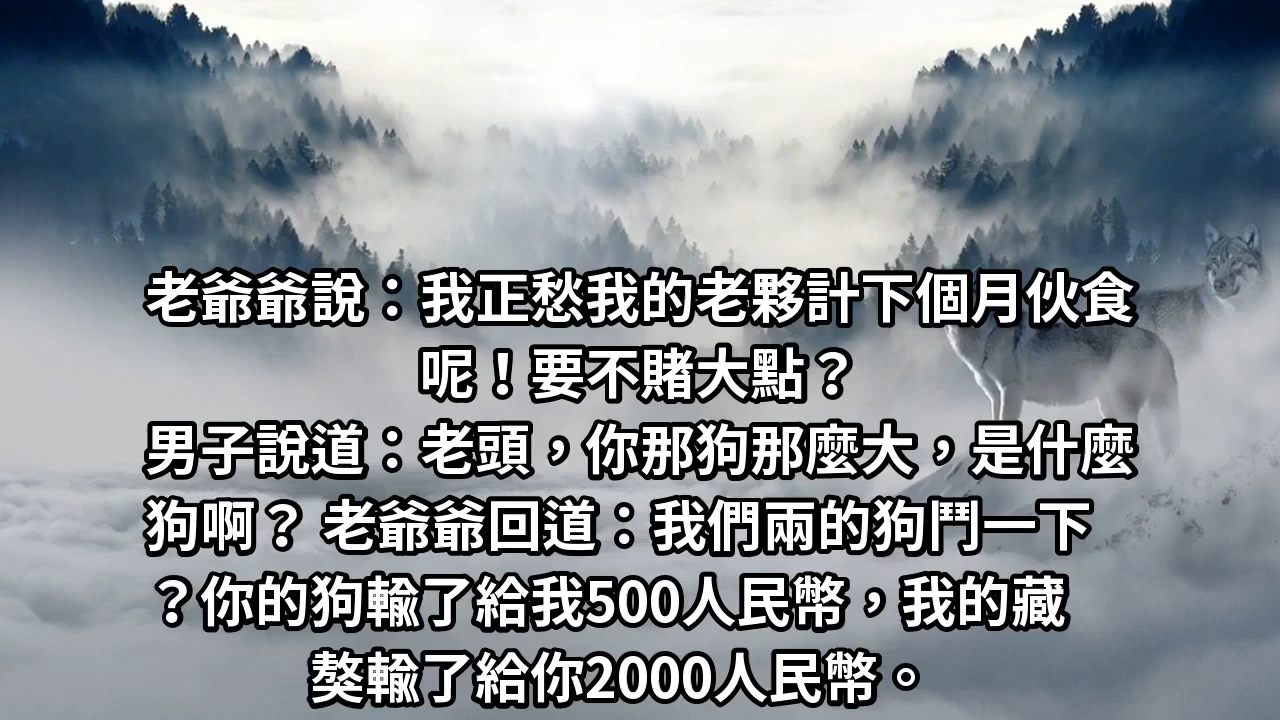 老爺爺說：我正愁我的老夥計下個月伙食
呢！要不賭大點？
男子說道：老頭，你那狗那麼大，是什麼
狗啊？ 老爺爺回道：我們兩的狗鬥一下
？你的狗輸了給我500人民幣，我的藏
獒輸了給你2000人民幣。